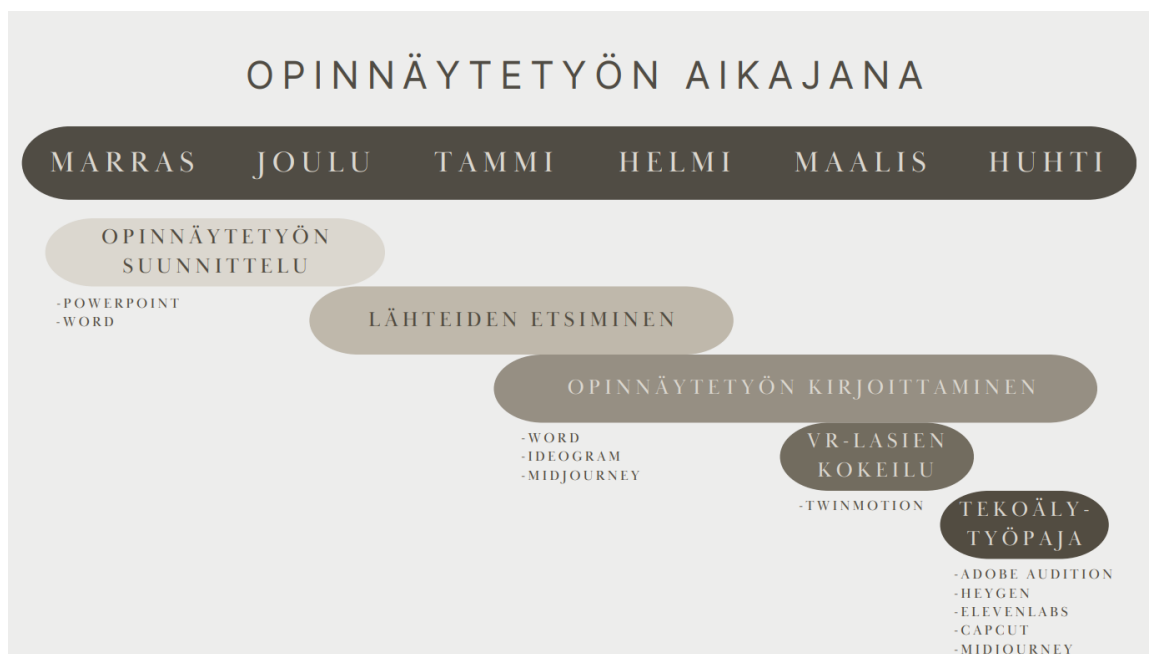 OPINNÄYTETYÖN AIKAJANA
MARRAS JOULU TAMMI HELMI MAALIS HUHTI
OPINNÄYTETYÖN
SUUNNITTELU
-POWERPOINT
-WORD
LÄHTEIDEN ETSIMINEN
OPINNÄYTETYÖN KIRJOITTAMINEN
-WORD
-IDEOGRAM
-MIDJOURNEY
VR-LASIEN
KOKEILU
-TWINMOTION
TEKOÄLY-
TYÖPAJA
-ADOBE AUDITION
-HEYGEN
-ELEVENLABS
-CAPCUT
-MIDJOURNEY